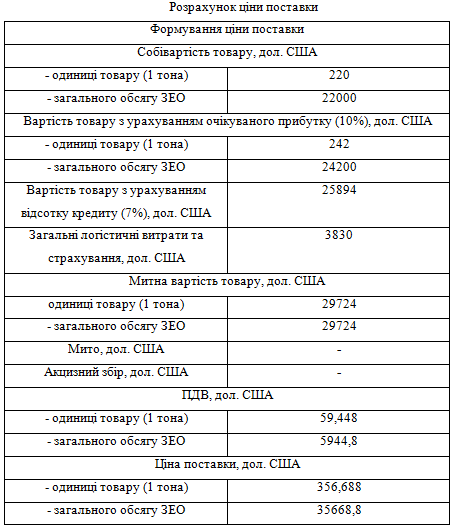 Розрахунок ціни поставки
Формування ціни поставки
Собівартість товару, дол. США
- одиниці товару (1 тона) 220
- загального обсягу ЗЕО 22000
Вартість товару з урахуванням очікуваного прибутку (10%), дол. США
- одиниці товару (1 тона) 242
- загального обсягу ЗЕО 24200
Вартість товару з урахуванням 25894
відсотку кредиту (7%), дол. США
Загальні логістичні витрати та 3830
страхування, дол. США
Митна вартість товару, дол. США
одиниці товару (1 тона) 29724
- загального обсягу ЗЕО 29724
Мито, дол. США -
Акцизний збір, дол. США -
ПДВ, дол. США
- одиниці товару (1 тона) 59,448
- загального обсягу ЗЕО 5944,8
Ціна поставки, дол. США
- одиниці товару (1 тона) 356,688
- загального обсягу ЗЕО 35668,8